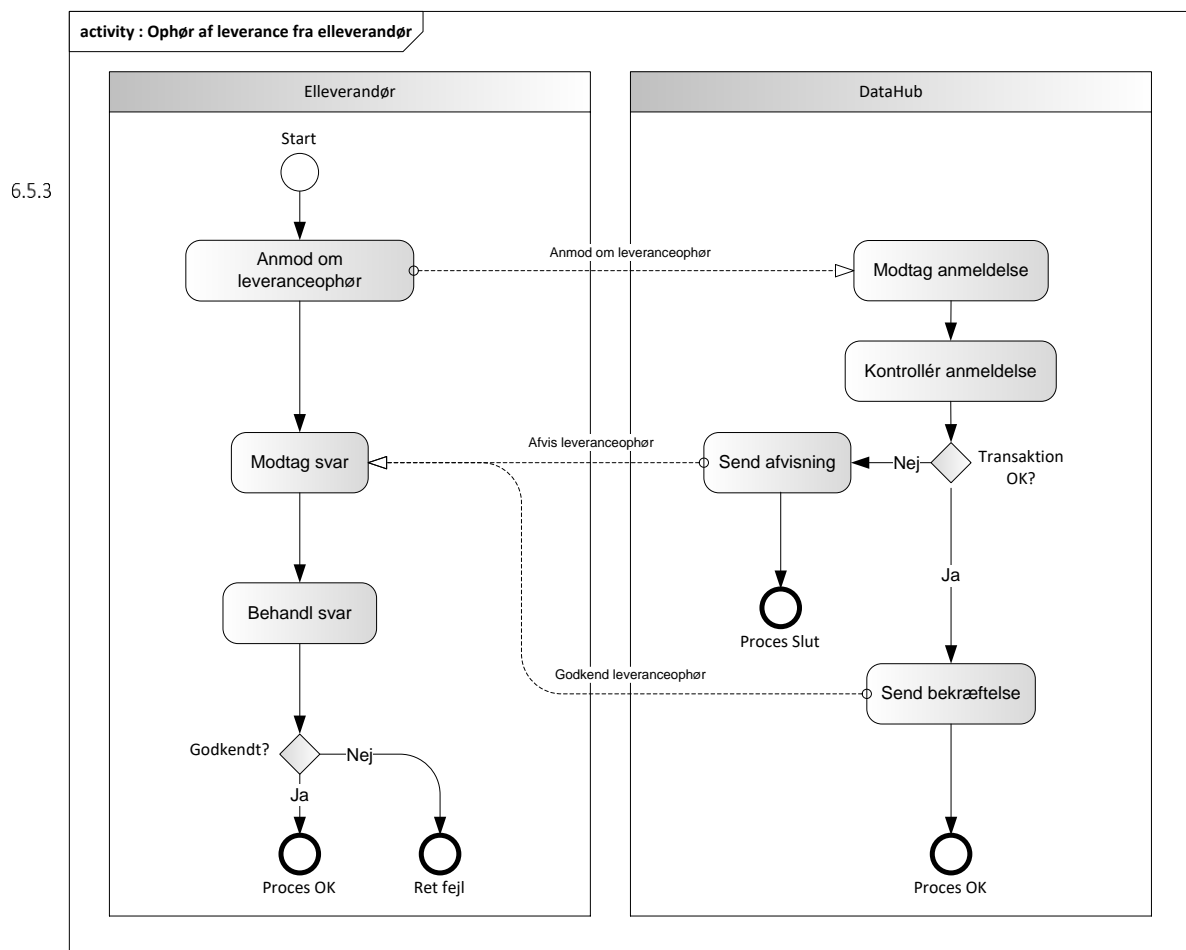 activity : Ophør af leverance fra elleverandør
Elleverandør
DataHub
Start
6.5.3
Anmod om
leveranceophør
Anmod om leveranceophør
Modtag anmeldelse
Kontrollér anmeldelse
Modtag svar
Afvis leveranceophør
Send afvisning
Nej
Transaktion
OK?
Ja
Behandl svar
Proces Slut
Godkend leveranceophør
Send bekræftelse
Godkendt?
Nej
Ja
Proces OK
Ret fejl
Proces OK